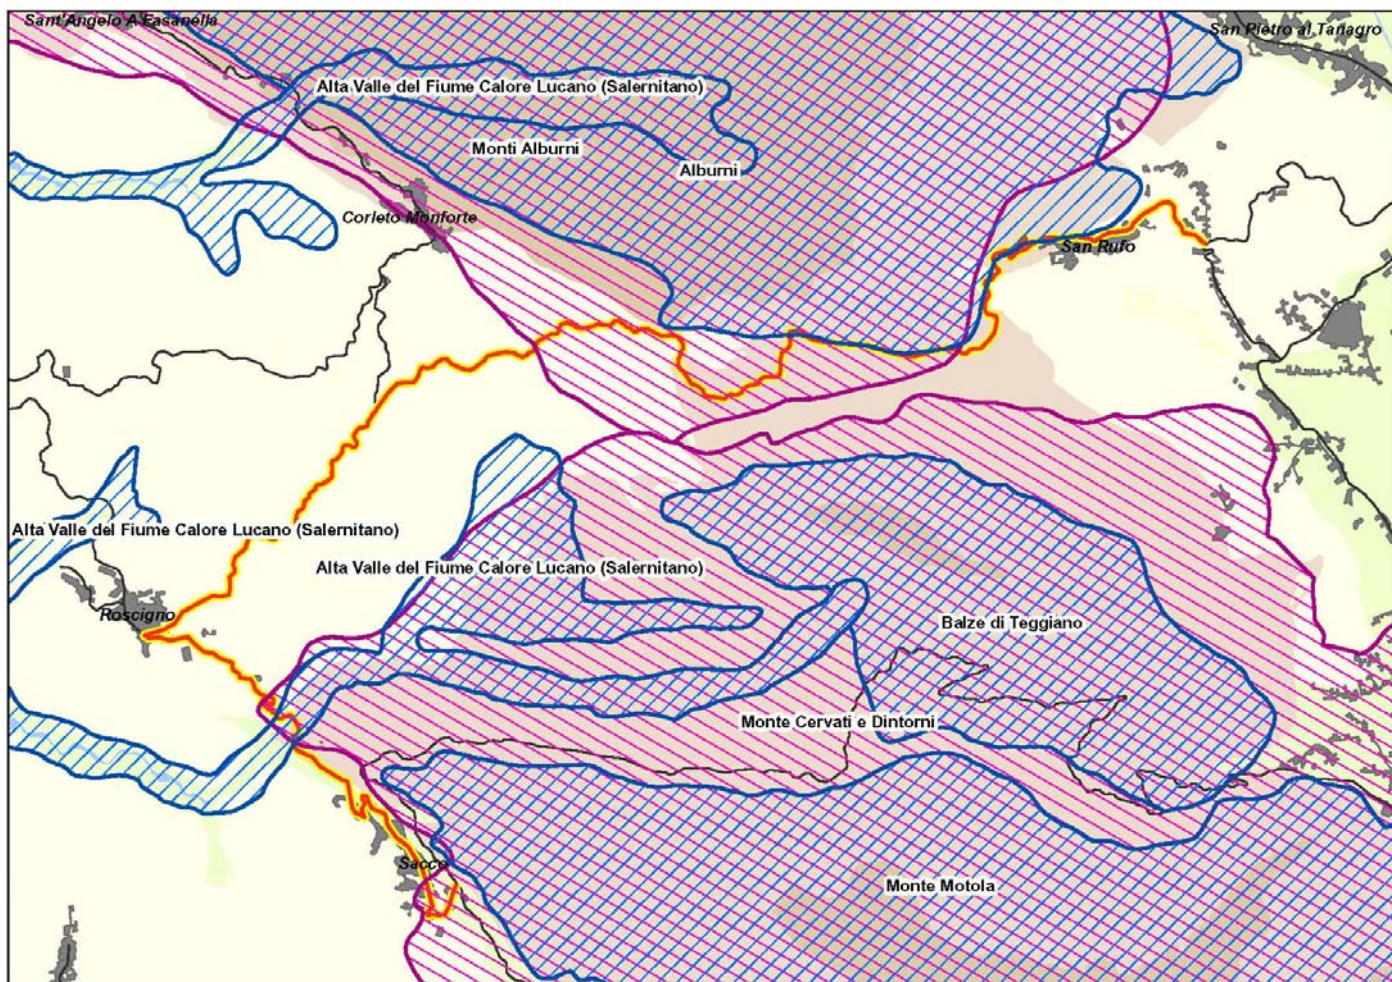 Sant'Angelo A Fasanella
San Pietro al Tanagro
Alta Valle del Fiume Calore Lucano (Salernitano)
Monti Alburni
Alburni
Corleto Monforte
San Rufo
Alta Valle del Fiume Calore Lucano (Salernitano)
Alta Valle del Fiume Calore Lucano (Salernitano)
Roscigno
Balze di Teggiano
Monte Cervati e Dintorni
Sacco
Monte Motola